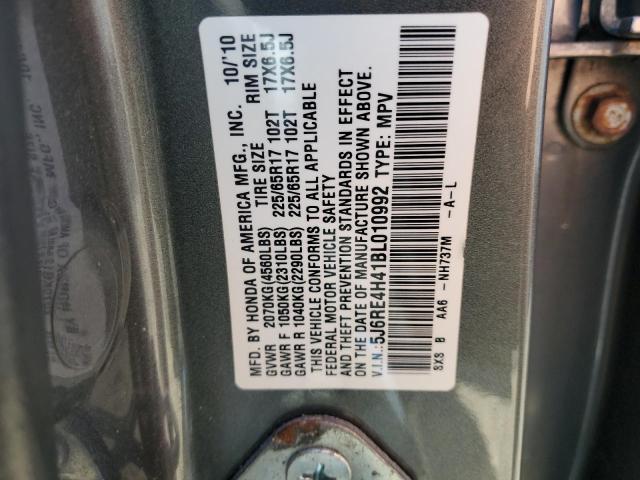 MFD. BY HONDA OF AMERICA MFG., INC. 10/'10
TIRE SIZE RIM SIZE
GVWR 2070KG(4560LBS)
GAWR F 1050KG(2310LBS) 225/65R17 102T 17X6.5J
GAWR R 1040KG(2290LBS) 225/65R17 102T 17X6.5J
THIS VEHICLE CONFORMS TO ALL APPLICABLE
FEDERAL MOTOR VEHICLE SAFETY
AND THEFT PREVENTION STANDARDS IN EFFECT
ON THE DATE OF MANUFACTURE SHOWN ABOVE.
V.I.N.: 5J6RE4H41BL010992 TYPE: MPV
SXS B AA6 -NH737M -A-L